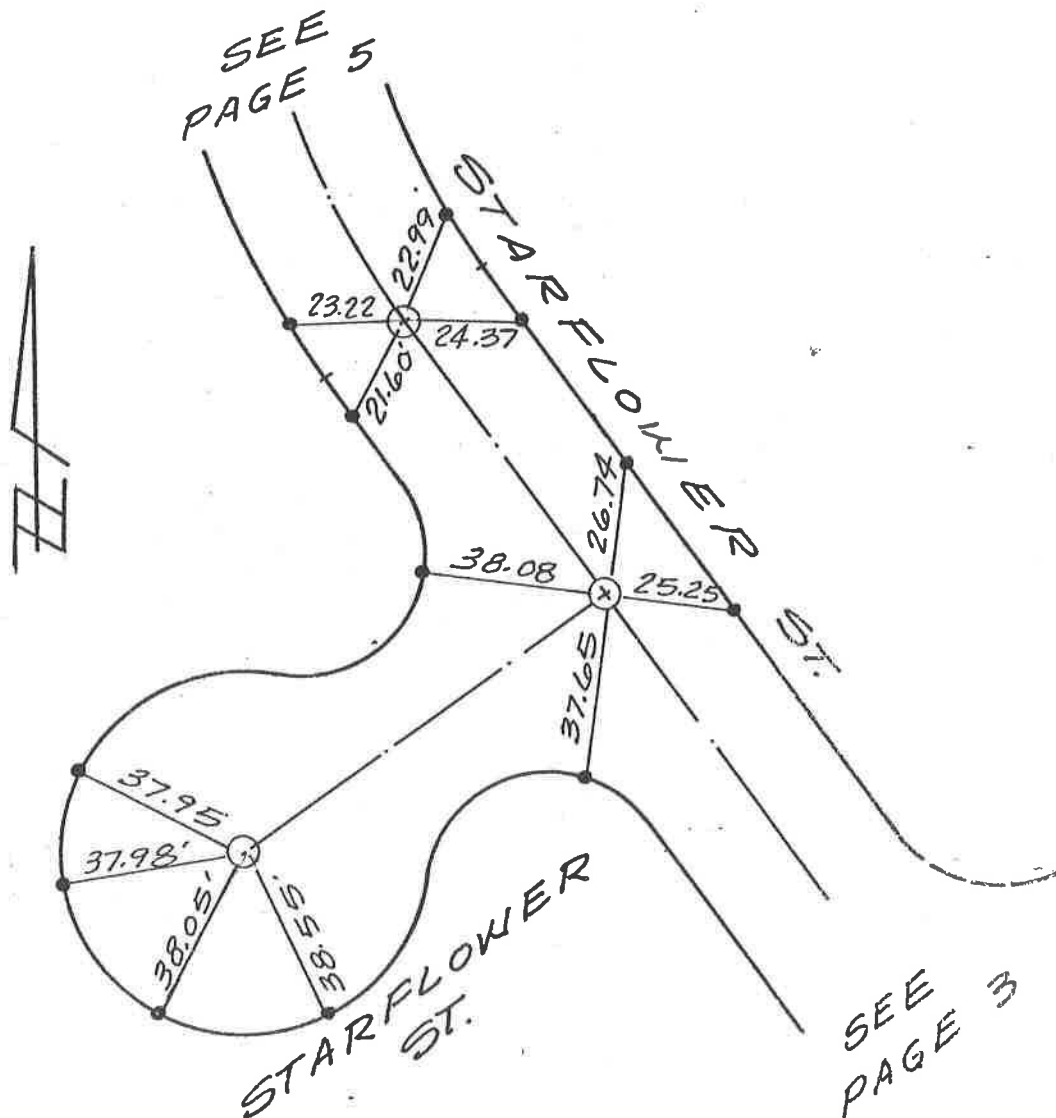 SEE
PAGE 5
STARFLOWER ST.
22.99
23.22
24.37
21.60'
26.74
38.08
25.25
37.65
37.95
37.98'
38.05'
38.55'
STARFLOWER
ST.
SEE
PAGE 3